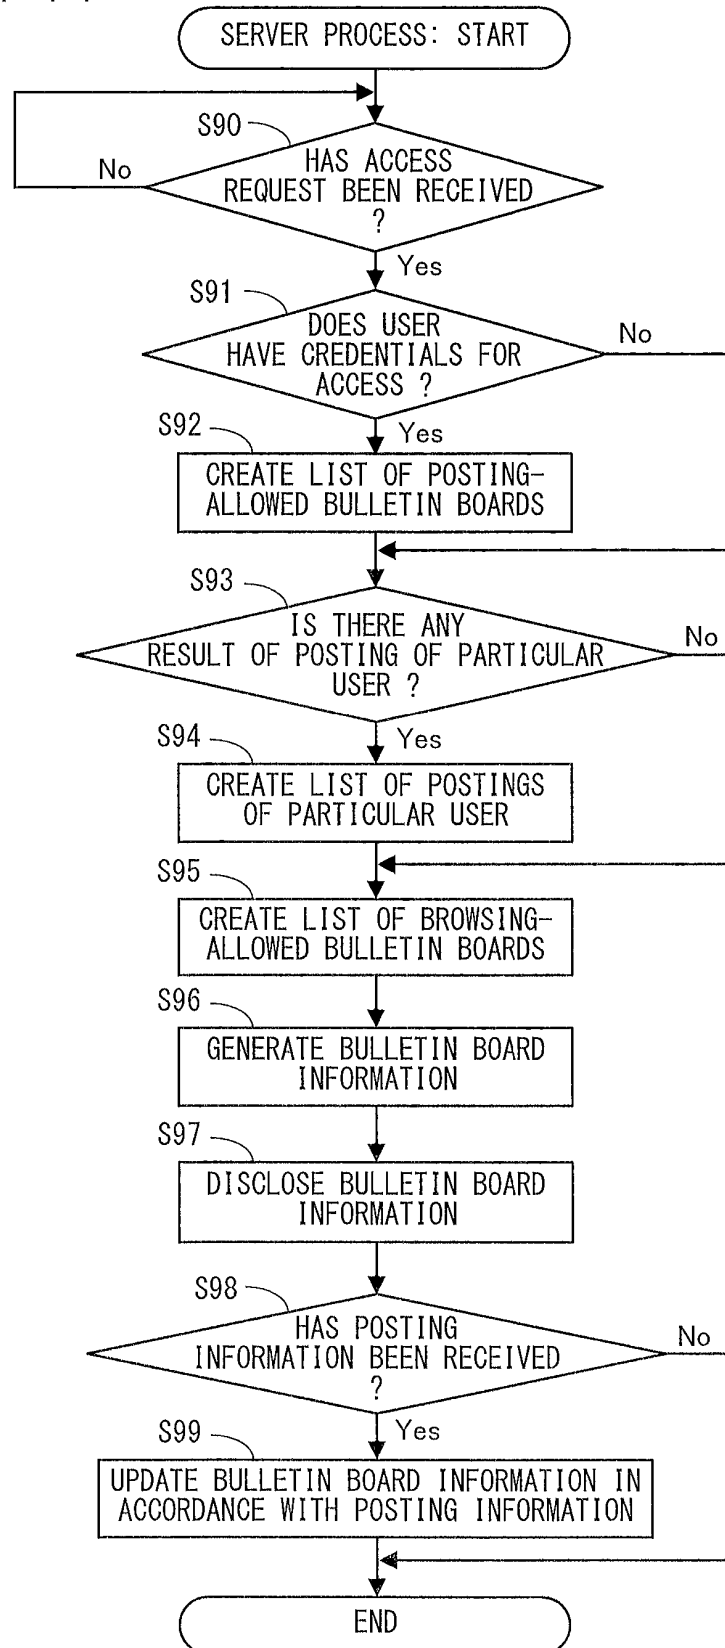 SERVER PROCESS: START
S90
HAS ACCESS
No
REQUEST BEEN RECEIVED
?
Yes
S91
DOES USER
No
HAVE CREDENTIALS FOR
ACCESS ?
S92
Yes
CREATE LIST OF POSTING-
ALLOWED BULLETIN BOARDS
S93
IS THERE ANY
No
RESULT OF POSTING OF PARTICULAR
USER ?
S94
Yes
CREATE LIST OF POSTINGS
OF PARTICULAR USER
S95
CREATE LIST OF BROWSING-
ALLOWED BULLETIN BOARDS
S96
GENERATE BULLETIN BOARD
INFORMATION
S97
DISCLOSE BULLETIN BOARD
INFORMATION
S98
HAS POSTING
No
INFORMATION BEEN RECEIVED
?
S99
Yes
UPDATE BULLETIN BOARD INFORMATION IN
ACCORDANCE WITH POSTING INFORMATION
END